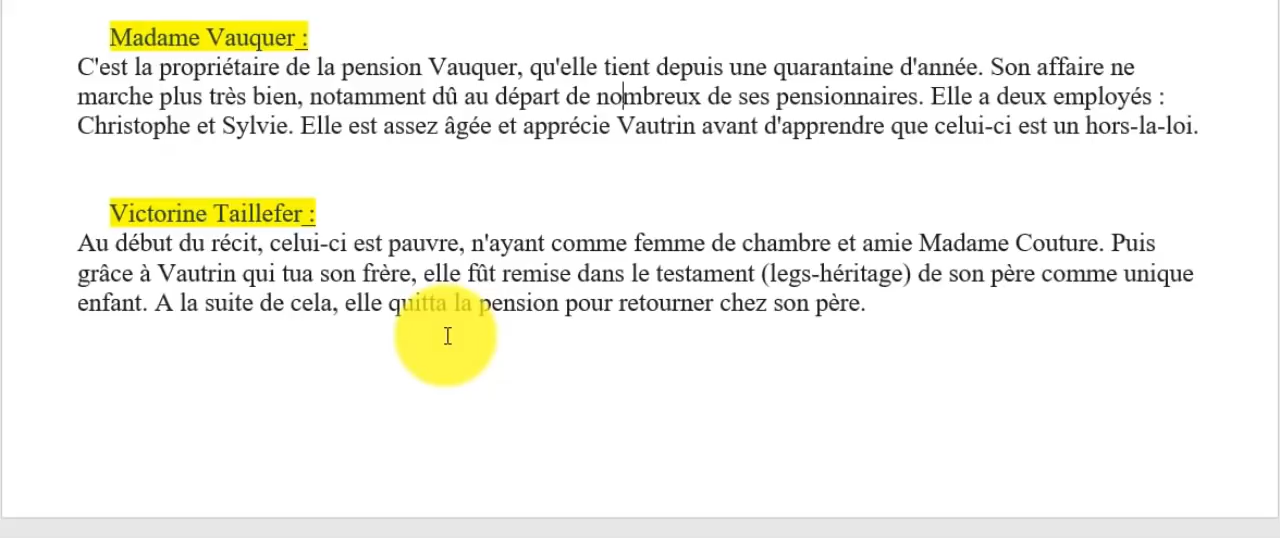 Madame Vauquer :
C'est la propriétaire de la pension Vauquer, qu'elle tient depuis une quarantaine d'année. Son affaire ne
marche plus très bien, notamment dû au départ de nombreux de ses pensionnaires. Elle a deux employés :
Christophe et Sylvie. Elle est assez âgée et apprécie Vautrin avant d'apprendre que celui-ci est un hors-la-loi.
Victorine Taillefer :
Au début du récit, celui-ci est pauvre, n'ayant comme femme de chambre et amie Madame Couture. Puis
grâce à Vautrin qui tua son frère, elle fût remise dans le testament (legs-héritage) de son père comme unique
enfant. A la suite de cela, elle quitta la pension pour retourner chez son père.